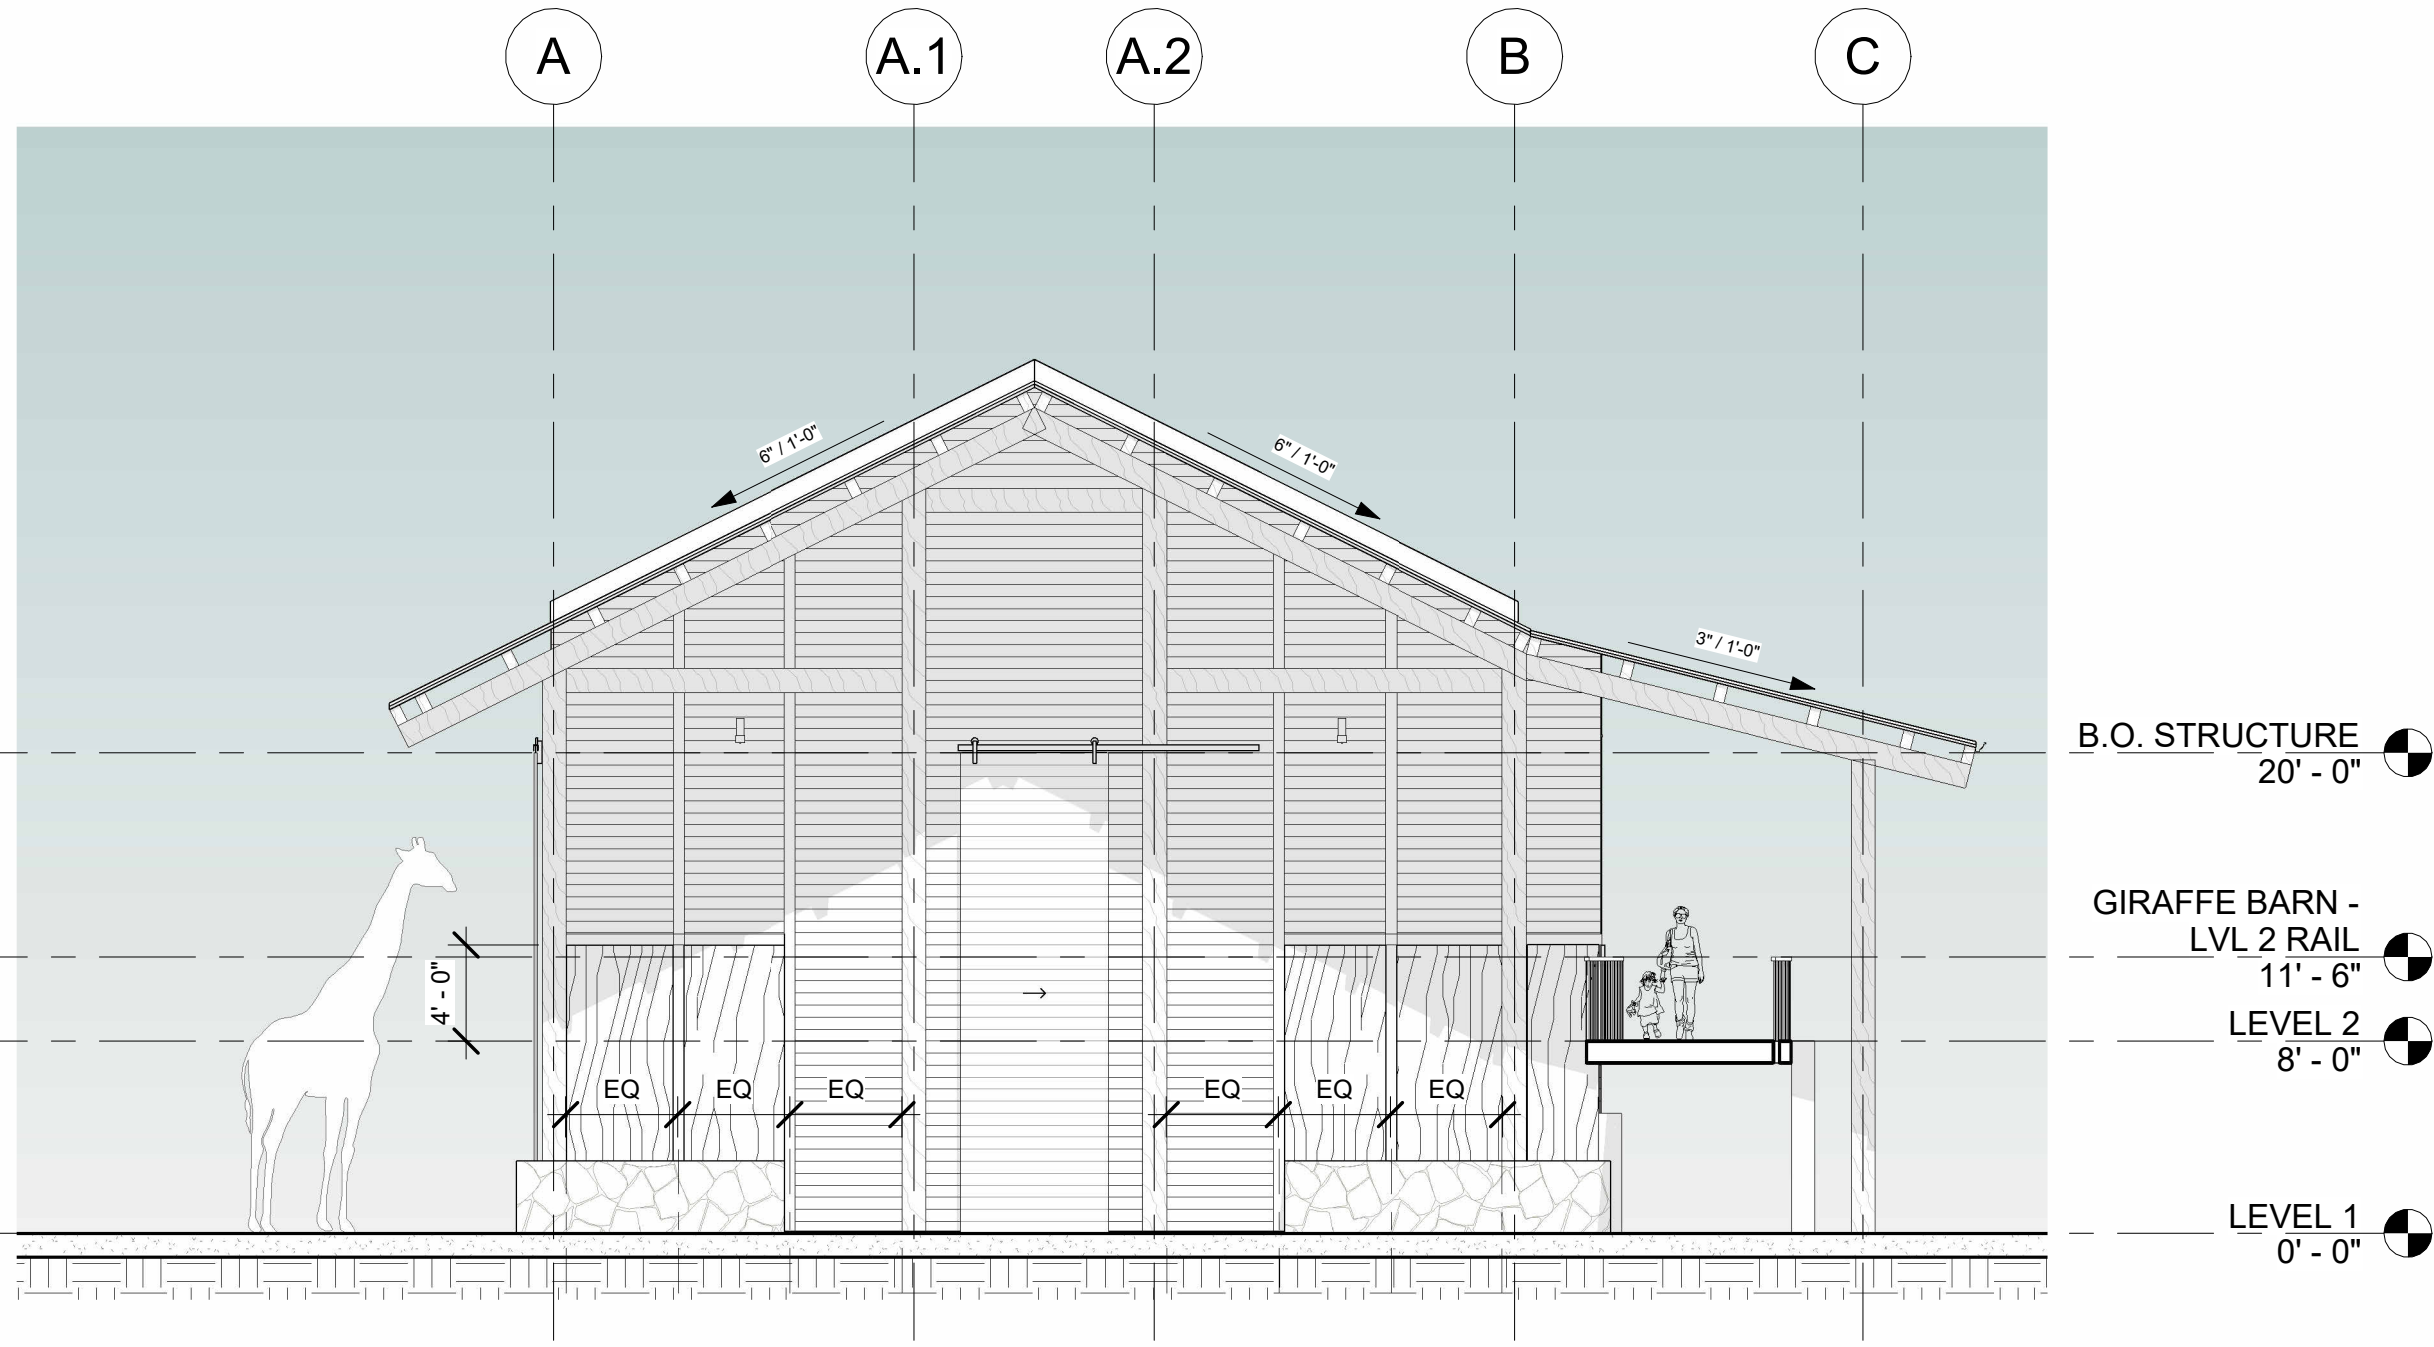 A
A.1
A.2
B
C
6" / 1'-0"
6" / 1'-0"
3" / 1'-0"
B.O. STRUCTURE
20' - 0"
GIRAFFE BARN -
LVL 2 RAIL
11' - 6"
4' - 0"
LEVEL 2
8' - 0"
EQ
EQ
EQ
EQ
EQ
EQ
LEVEL 1
0' - 0"